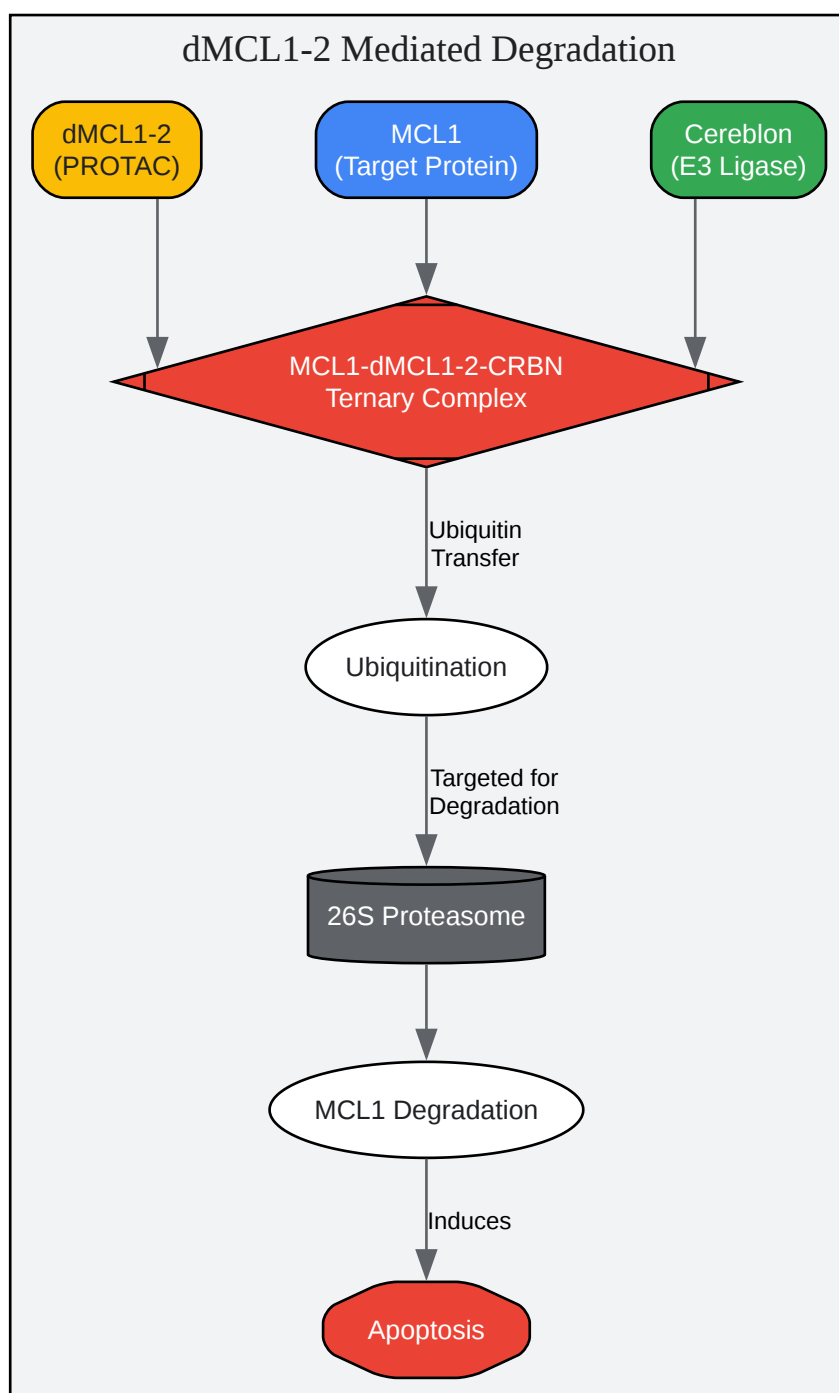 dMCL1-2 Mediated Degradation
dMCL1-2
(PROTAC)
MCL1
(Target Protein)
Cereblon
(E3 Ligase)
MCL1-dMCL1-2-CRBN
Ternary Complex
Ubiquitin
Transfer
Ubiquitination
Targeted for
Degradation
26S Proteasome
MCL1 Degradation
Induces
Apoptosis